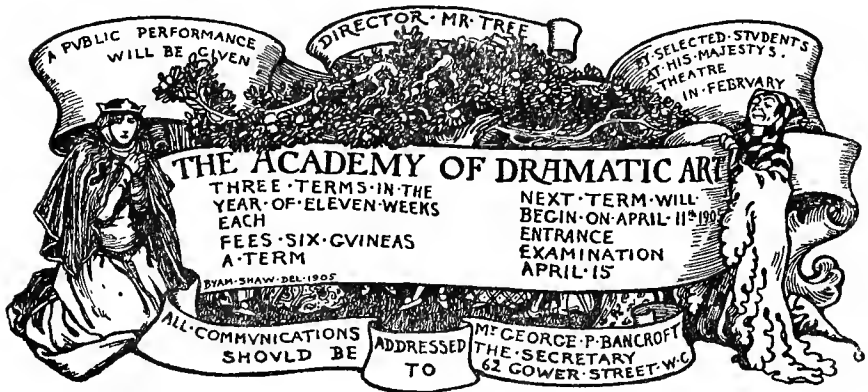 A PVBLIC PERFORMANCE
WILL BE GIVEN
DIRECTOR·MR·TREE
BY·SELECTED·STVDENTS
AT·HIS·MAJESTY'S·
THEATRE
IN·FEBRVARY
THE ACADEMY OF DRAMATIC ART
THREE·TERMS·IN·THE
YEAR·OF·ELEVEN·WEEKS
EACH
FEES·SIX·GVINEAS
A·TERM
BYAM·SHAW·DEL·1905
NEXT·TERM·WILL·
BEGIN·ON·APRIL·11th 1905
ENTRANCE
EXAMINATION
APRIL·15
ALL·COMMVNICATIONS
SHOVLD·BE
ADDRESSED
TO
Mr GEORGE·P·BANCROFT
THE·SECRETARY
62 GOWER·STREET·W·C